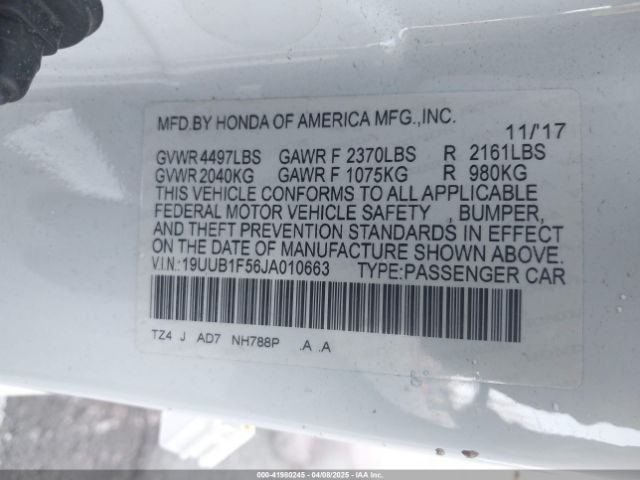 MFD.BY HONDA OF AMERICA MFG.,INC.
11/'17
GVWR 4497LBS GAWR F 2370LBS R 2161LBS
GVWR 2040KG GAWR F 1075KG R 980KG
THIS VEHICLE CONFORMS TO ALL APPLICABLE
FEDERAL MOTOR VEHICLE SAFETY , BUMPER,
AND THEFT PREVENTION STANDARDS IN EFFECT
ON THE DATE OF MANUFACTURE SHOWN ABOVE.
V.I.N.:19UUB1F56JA010663 TYPE:PASSENGER CAR
TZ4 J AD7 NH788P .A .A
000-41980245 - 04/08/2025 - IAAI. Copyright